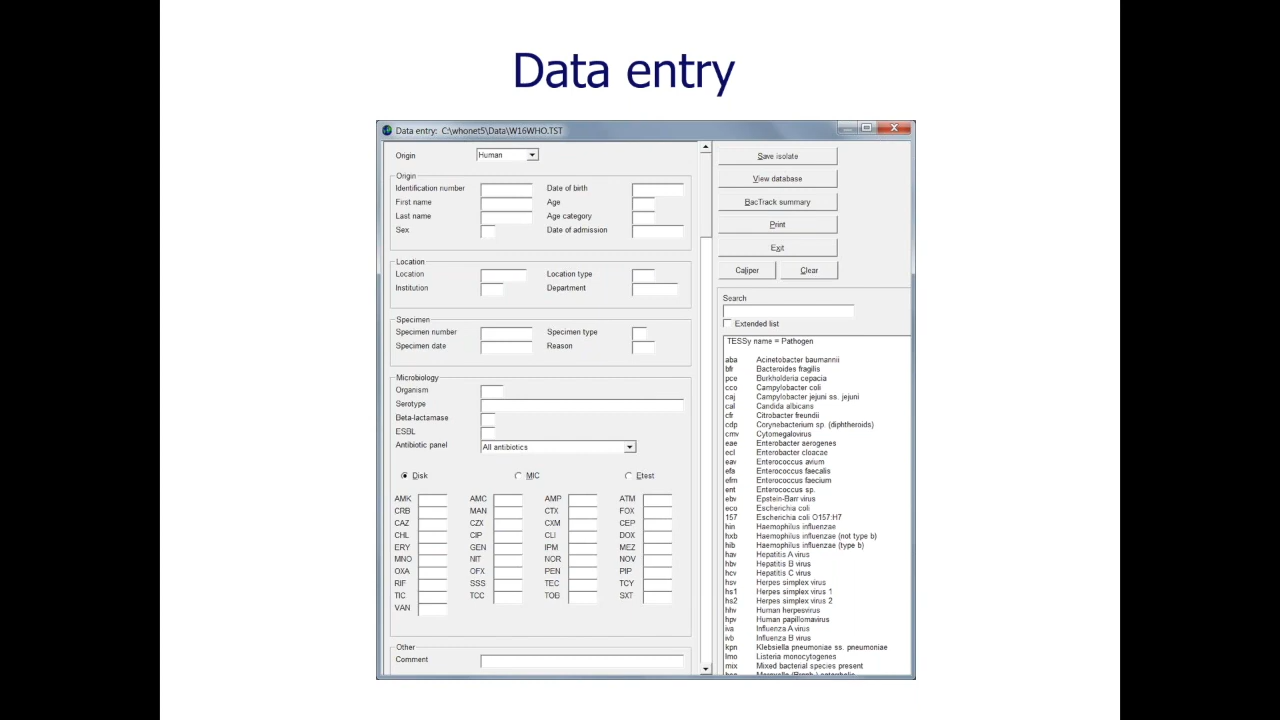 Data entry
Data entry: C:\whonet5\Data\W16WHO.TST
Origin Human
Origin
Identification number Date of birth
First name Age
Last name Age category
Sex Date of admission
Location
Location Location type
Institution Department
Specimen
Specimen number Specimen type
Specimen date Reason
Microbiology
Organism
Serotype
Beta-lactamase
ESBL
Antibiotic panel All antibiotics
Disk MIC Etest
AMK AMC AMP ATM
CRB MAN CTX FOX
CAZ CZX CXM CEP
CHL CIP CLI DOX
ERY GEN IPM MEZ
MNO NIT NOR NOV
OXA OFX PEN PIP
RIF SSS TEC TCY
TIC TCC TOB SXT
VAN
Other
Comment
Save isolate
View database
BacTrack summary
Print
Exit
Caliper Clear
Search
Extended list
TESSy name = Pathogen
aba Acinetobacter baumannii
bfr Bacteroides fragilis
pce Burkholderia cepacia
cco Campylobacter coli
caj Campylobacter jejuni ss. jejuni
cal Candida albicans
cfr Citrobacter freundii
cdp Corynebacterium sp. (diphtheroids)
cmv Cytomegalovirus
eae Enterobacter aerogenes
ecl Enterobacter cloacae
eav Enterococcus avium
efa Enterococcus faecalis
efm Enterococcus faecium
ent Enterococcus sp.
ebv Epstein-Barr virus
eco Escherichia coli
157 Escherichia coli O157:H7
hin Haemophilus influenzae
hxb Haemophilus influenzae (not type b)
hib Haemophilus influenzae (type b)
hav Hepatitis A virus
hbv Hepatitis B virus
hcv Hepatitis C virus
hsv Herpes simplex virus
hs1 Herpes simplex virus 1
hs2 Herpes simplex virus 2
hhv Human herpesvirus
hpv Human papillomavirus
iva Influenza A virus
ivb Influenza B virus
kpn Klebsiella pneumoniae ss. pneumoniae
lmo Listeria monocytogenes
mix Mixed bacterial species present